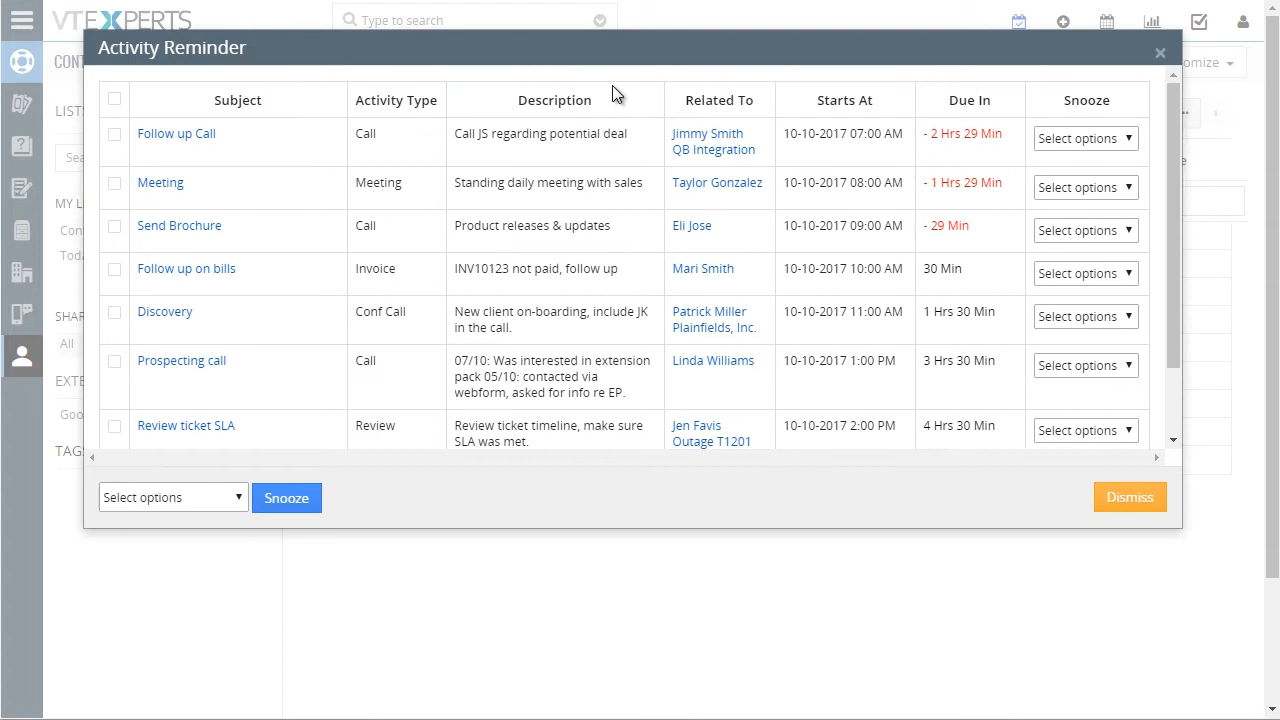 VTEXPERTS
Type to search
Activity Reminder
×
CONT
omize
LISTS
Sea
MY LI
Con
Toda
SHAR
All
EXTE
Goo
TAGS
Subject Activity Type Description Related To Starts At Due In Snooze
Follow up Call Call Call JS regarding potential deal Jimmy Smith 10-10-2017 07:00 AM - 2 Hrs 29 Min Select options
QB Integration
Meeting Meeting Standing daily meeting with sales Taylor Gonzalez 10-10-2017 08:00 AM - 1 Hrs 29 Min Select options
Send Brochure Call Product releases & updates Eli Jose 10-10-2017 09:00 AM - 29 Min Select options
Follow up on bills Invoice INV10123 not paid, follow up Mari Smith 10-10-2017 10:00 AM 30 Min Select options
Discovery Conf Call New client on-boarding, include JK Patrick Miller 10-10-2017 11:00 AM 1 Hrs 30 Min Select options
in the call. Plainfields, Inc.
Prospecting call Call 07/10: Was interested in extension Linda Williams 10-10-2017 1:00 PM 3 Hrs 30 Min Select options
pack 05/10: contacted via
webform, asked for info re EP.
Review ticket SLA Review Review ticket timeline, make sure Jen Favis 10-10-2017 2:00 PM 4 Hrs 30 Min Select options
SLA was met. Outage T1201
Select options Snooze Dismiss